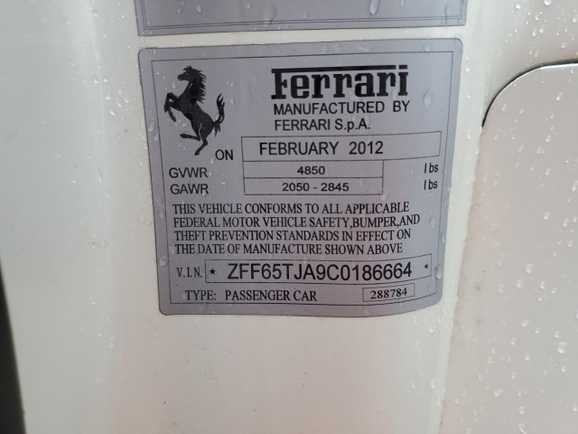 Ferrari
MANUFACTURED BY
FERRARI S.p.A.
ON FEBRUARY 2012
GVWR 4850 lbs
GAWR 2050 - 2845 lbs
THIS VEHICLE CONFORMS TO ALL APPLICABLE
FEDERAL MOTOR VEHICLE SAFETY, BUMPER, AND
THEFT PREVENTION STANDARDS IN EFFECT ON
THE DATE OF MANUFACTURE SHOWN ABOVE
V.I.N. * ZFF65TJA9C0186664 *
TYPE: PASSENGER CAR 288784